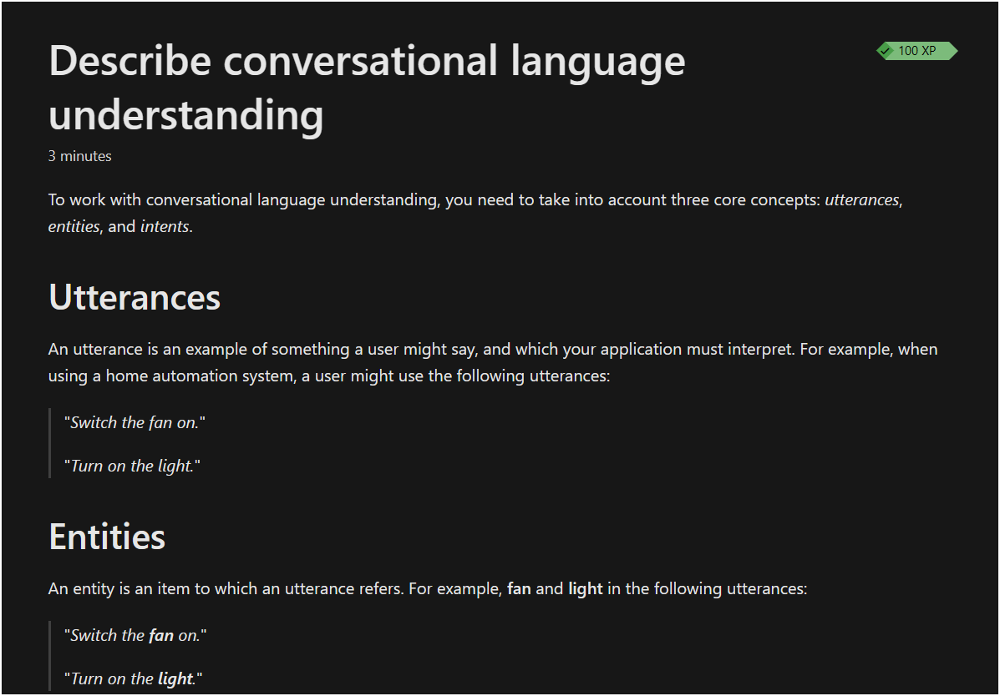 Describe conversational language
100 XP
understanding
3 minutes
To work with conversational language understanding, you need to take into account three core concepts: utterances,
entities, and intents.
Utterances
An utterance is an example of something a user might say, and which your application must interpret. For example, when
using a home automation system, a user might use the following utterances:
"Switch the fan on."
"Turn on the light."
Entities
An entity is an item to which an utterance refers. For example, fan and light in the following utterances:
"Switch the fan on."
"Turn on the light."